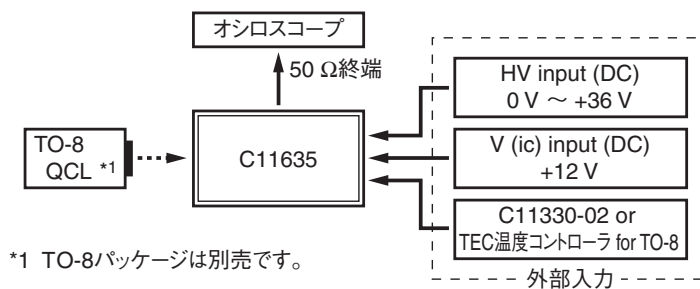 オシロスコープ
50 Ω終端
TO-8
QCL *1
C11635
HV input (DC)
0 V ～ +36 V
V (ic) input (DC)
+12 V
C11330-02 or
TEC温度コントローラ for TO-8
外部入力
*1 TO-8パッケージは別売です。